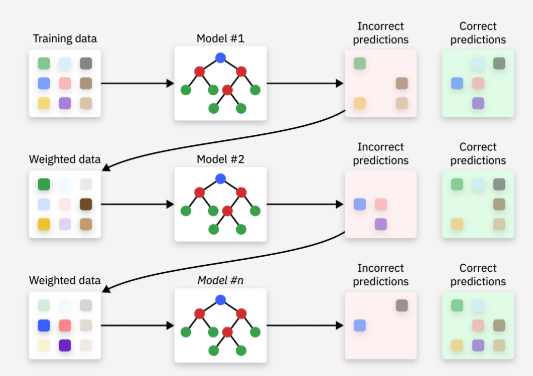 Training data
Model #1
Incorrect
predictions
Correct
predictions
Weighted data
Model #2
Incorrect
predictions
Correct
predictions
Weighted data
Model #n
Incorrect
predictions
Correct
predictions